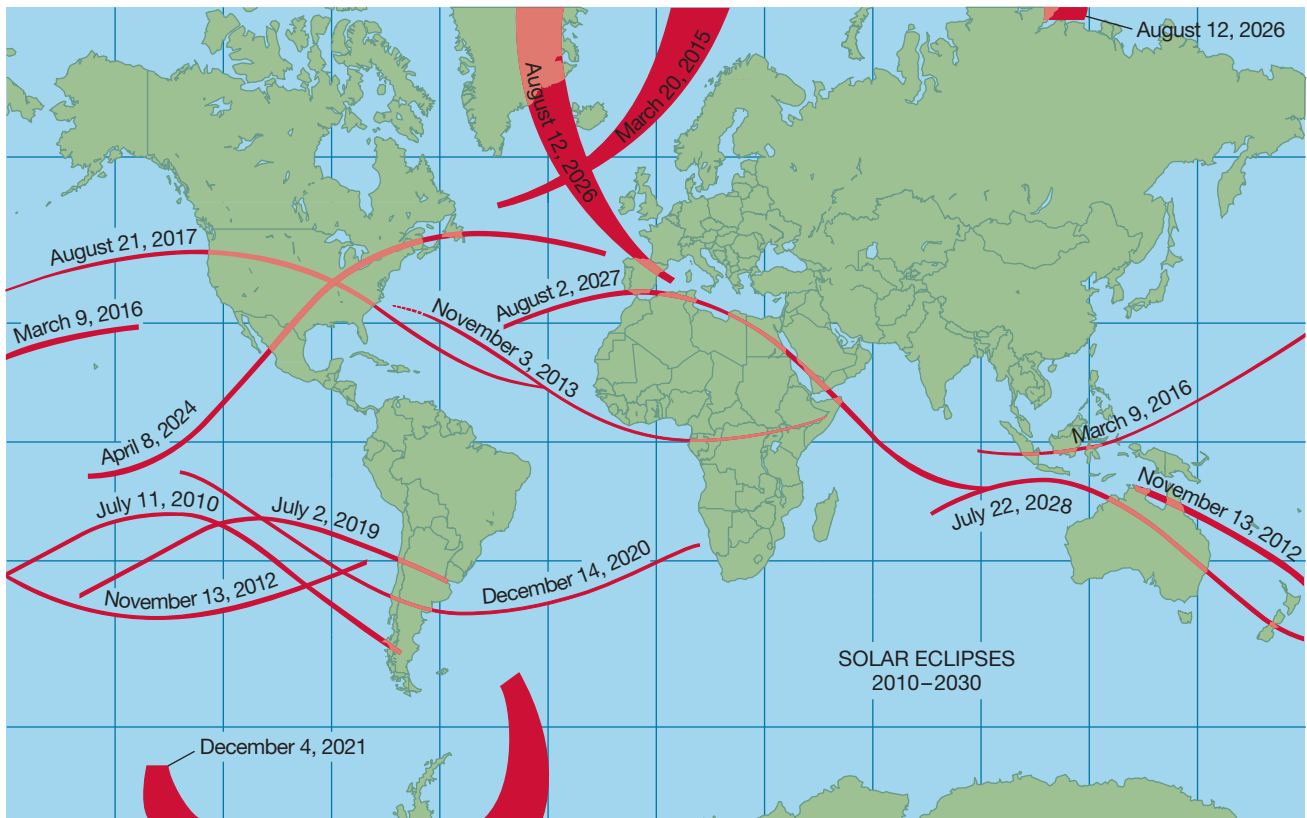 August 12, 2026
March 20, 2015
August 12, 2026
August 21, 2017
March 9, 2016
August 2, 2027
November 3, 2013
April 8, 2024
March 9, 2016
July 11, 2010
July 2, 2019
November 13, 2012
July 22, 2028
November 13, 2012
December 14, 2020
SOLAR ECLIPSES
2010–2030
December 4, 2021